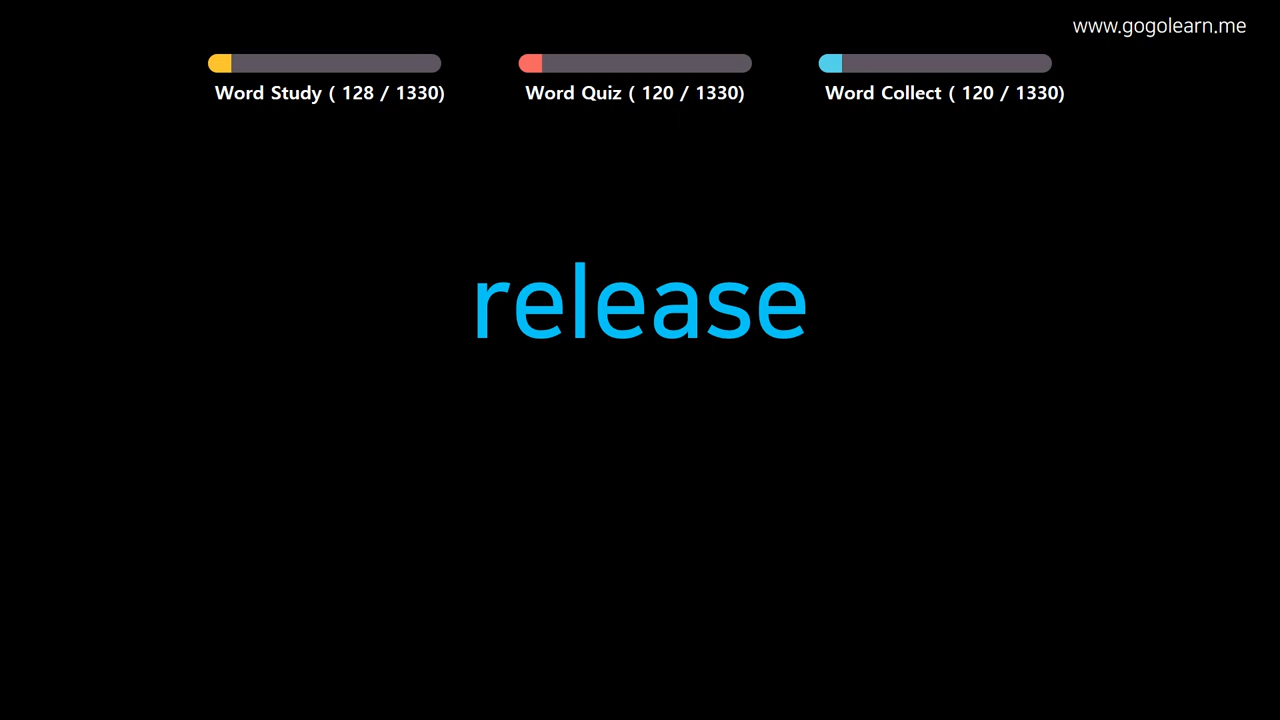 www.gogolearn.me
Word Study ( 128 / 1330)
Word Quiz ( 120 / 1330)
Word Collect ( 120 / 1330)
release